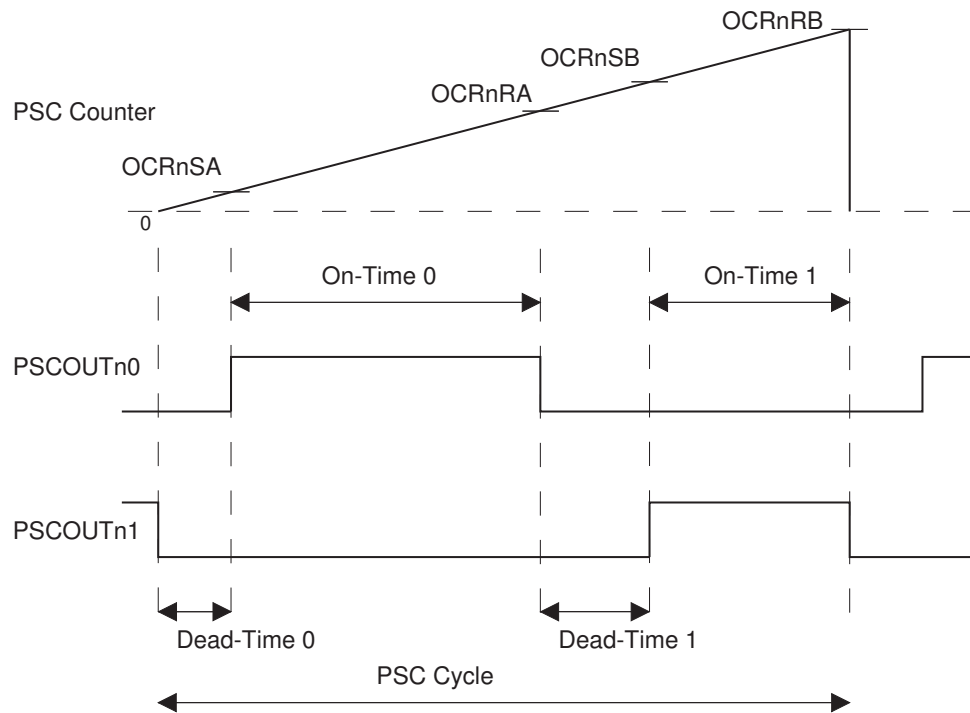 OCRnRB
OCRnSB
OCRnRA
PSC Counter
OCRnSA
0
On-Time 0
On-Time 1
PSCOUTn0
PSCOUTn1
Dead-Time 0
Dead-Time 1
PSC Cycle